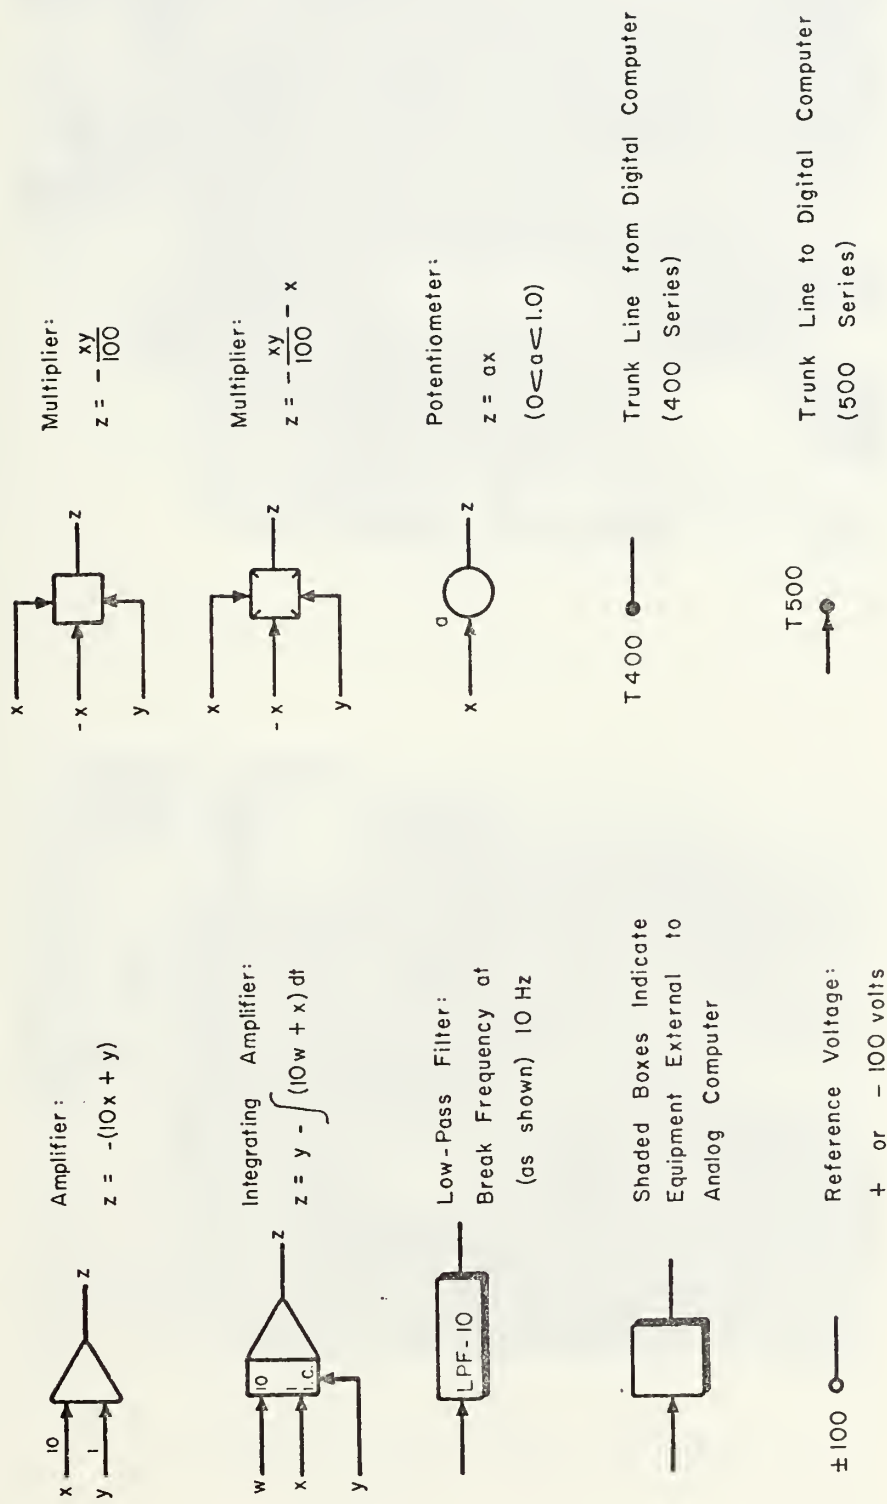 x
10
y
1
z
Amplifier:
z = -(10x + y)
w
10
x
1
I.C.
y
z
Integrating Amplifier:
z = y - ∫(10w + x) dt
LPF-10
Low-Pass Filter:
Break Frequency at
(as shown) 10 Hz
Shaded Boxes Indicate
Equipment External to
Analog Computer
±100
Reference Voltage:
+ or - 100 volts
x
-x
y
z
Multiplier:
z = - xy/100
x
-x
y
z
Multiplier:
z = - xy/100 - x
x
a
z
Potentiometer:
z = ax
(0<a<1.0)
T400
Trunk Line from Digital Computer
(400 Series)
T500
Trunk Line to Digital Computer
(500 Series)